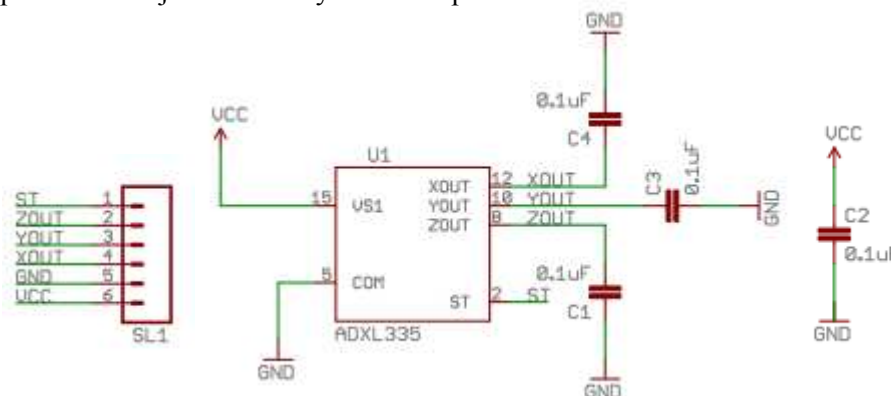 GND
0.1uF
C4
VCC
U1
15
VS1
XOUT
12
XOUT
YOUT
10
YOUT
ZOUT
8
ZOUT
5
COM
ST
2
ST
ADXL335
GND
0.1uF
C1
GND
C3
0.1uF
GND
VCC
C2
0.1u
GND
ST
1
ZOUT
2
YOUT
3
XOUT
4
GND
5
VCC
6
SL1